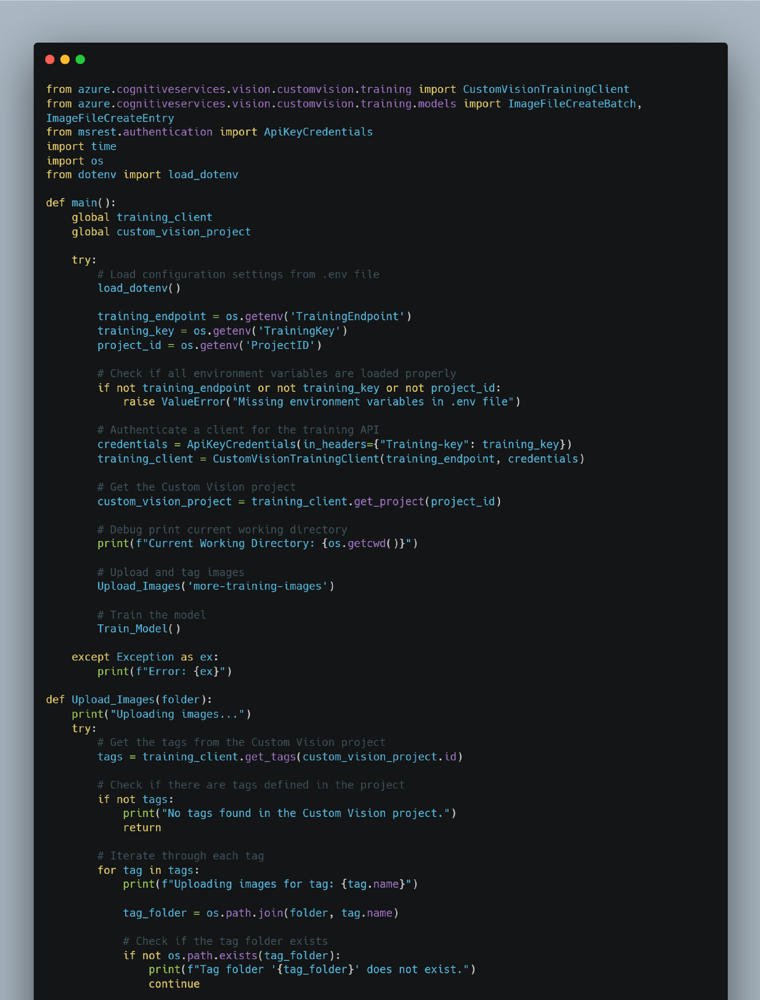 from azure.cognitiveservices.vision.customvision.training import CustomVisionTrainingClient
from azure.cognitiveservices.vision.customvision.training.models import ImageFileCreateBatch,
ImageFileCreateEntry
from msrest.authentication import ApiKeyCredentials
import time
import os
from dotenv import load_dotenv

def main():
    global training_client
    global custom_vision_project

    try:
        # Load configuration settings from .env file
        load_dotenv()

        training_endpoint = os.getenv('TrainingEndpoint')
        training_key = os.getenv('TrainingKey')
        project_id = os.getenv('ProjectID')

        # Check if all environment variables are loaded properly
        if not training_endpoint or not training_key or not project_id:
            raise ValueError("Missing environment variables in .env file")

        # Authenticate a client for the training API
        credentials = ApiKeyCredentials(in_headers={"Training-key": training_key})
        training_client = CustomVisionTrainingClient(training_endpoint, credentials)

        # Get the Custom Vision project
        custom_vision_project = training_client.get_project(project_id)

        # Debug print current working directory
        print(f"Current Working Directory: {os.getcwd()}")

        # Upload and tag images
        Upload_Images('more-training-images')

        # Train the model
        Train_Model()

    except Exception as ex:
        print(f"Error: {ex}")

def Upload_Images(folder):
    print("Uploading images...")
    try:
        # Get the tags from the Custom Vision project
        tags = training_client.get_tags(custom_vision_project.id)

        # Check if there are tags defined in the project
        if not tags:
            print("No tags found in the Custom Vision project.")
            return

        # Iterate through each tag
        for tag in tags:
            print(f"Uploading images for tag: {tag.name}")

            tag_folder = os.path.join(folder, tag.name)

            # Check if the tag folder exists
            if not os.path.exists(tag_folder):
                print(f"Tag folder '{tag_folder}' does not exist.")
                continue